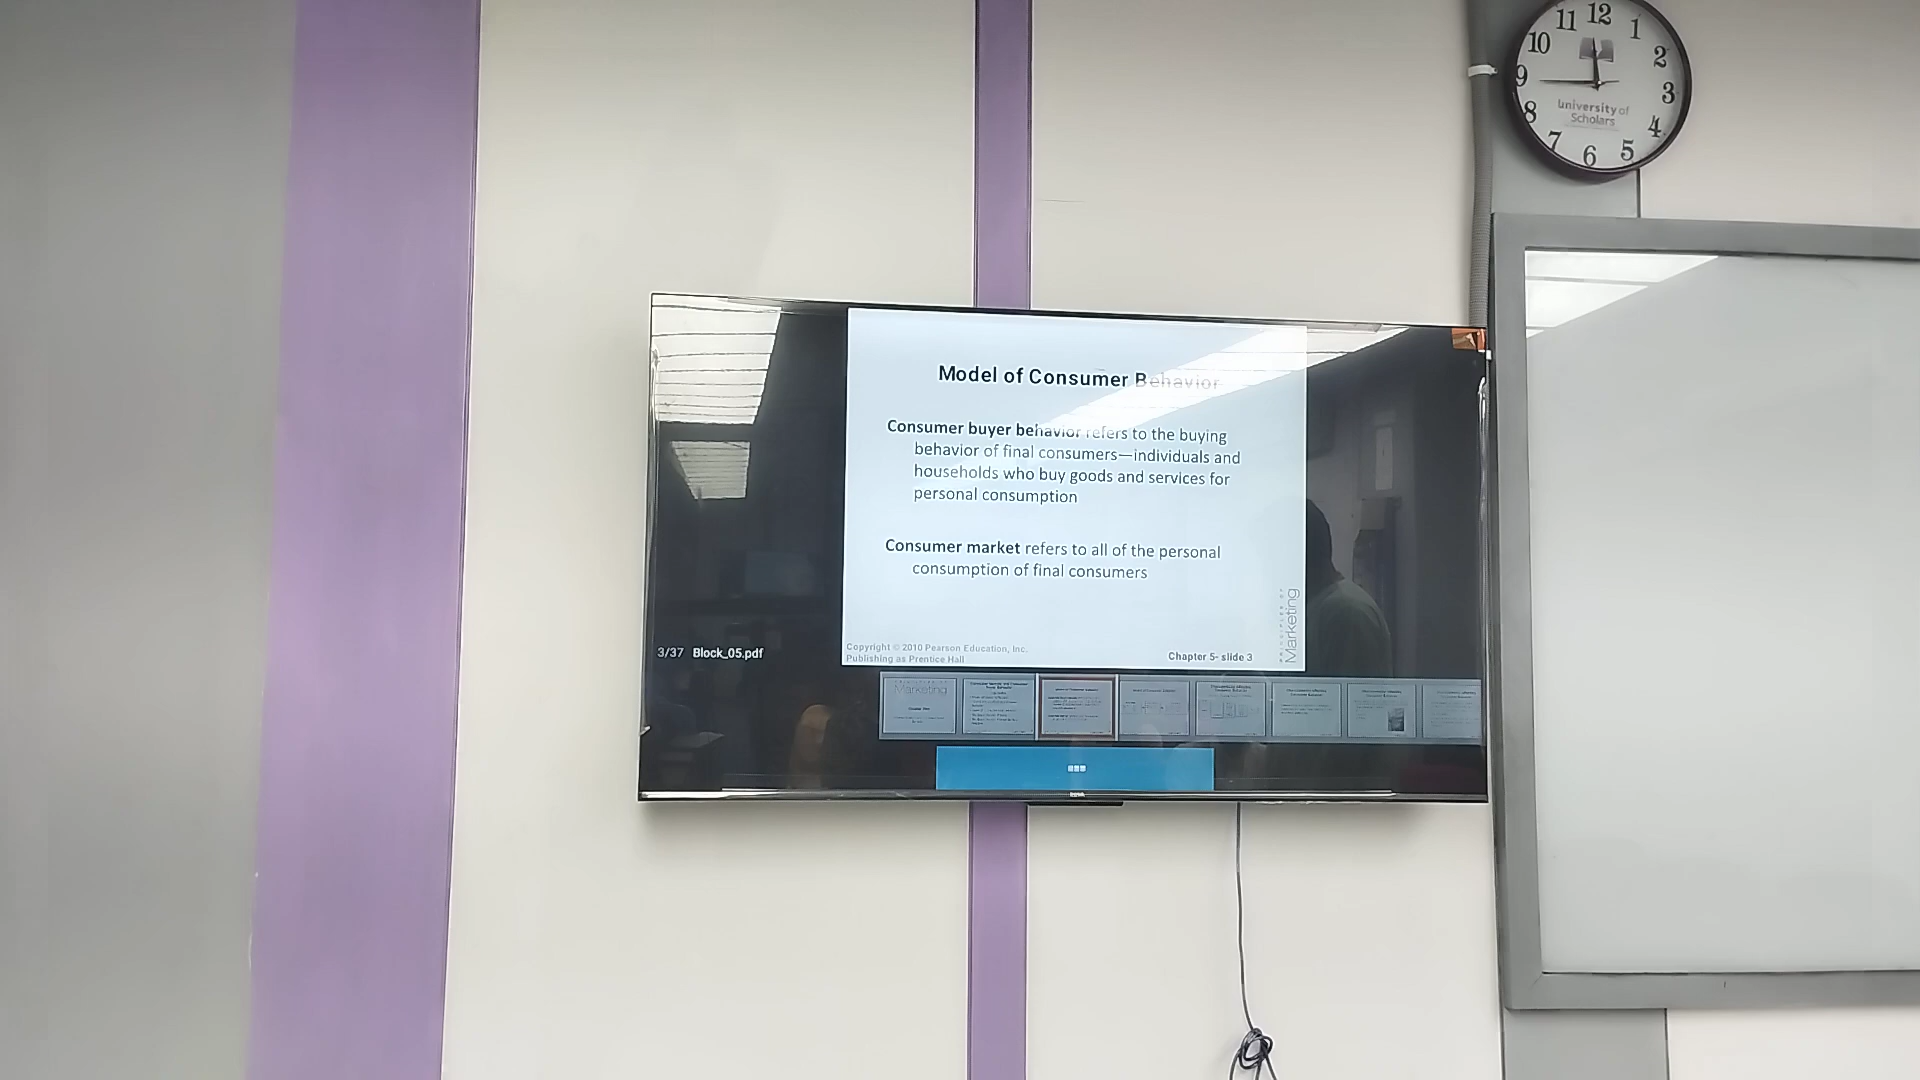 11 12 1
10 2
9 3
8 4
7 6 5
university of
Scholars
Model of Consumer Behavior
Consumer buyer behavior refers to the buying
behavior of final consumers—individuals and
households who buy goods and services for
personal consumption
Consumer market refers to all of the personal
consumption of final consumers
PRINCIPLES OF
Marketing
Copyright © 2010 Pearson Education, Inc.
Publishing as Prentice Hall
Chapter 5- slide 3
3/37 Block_05.pdf
Marketing